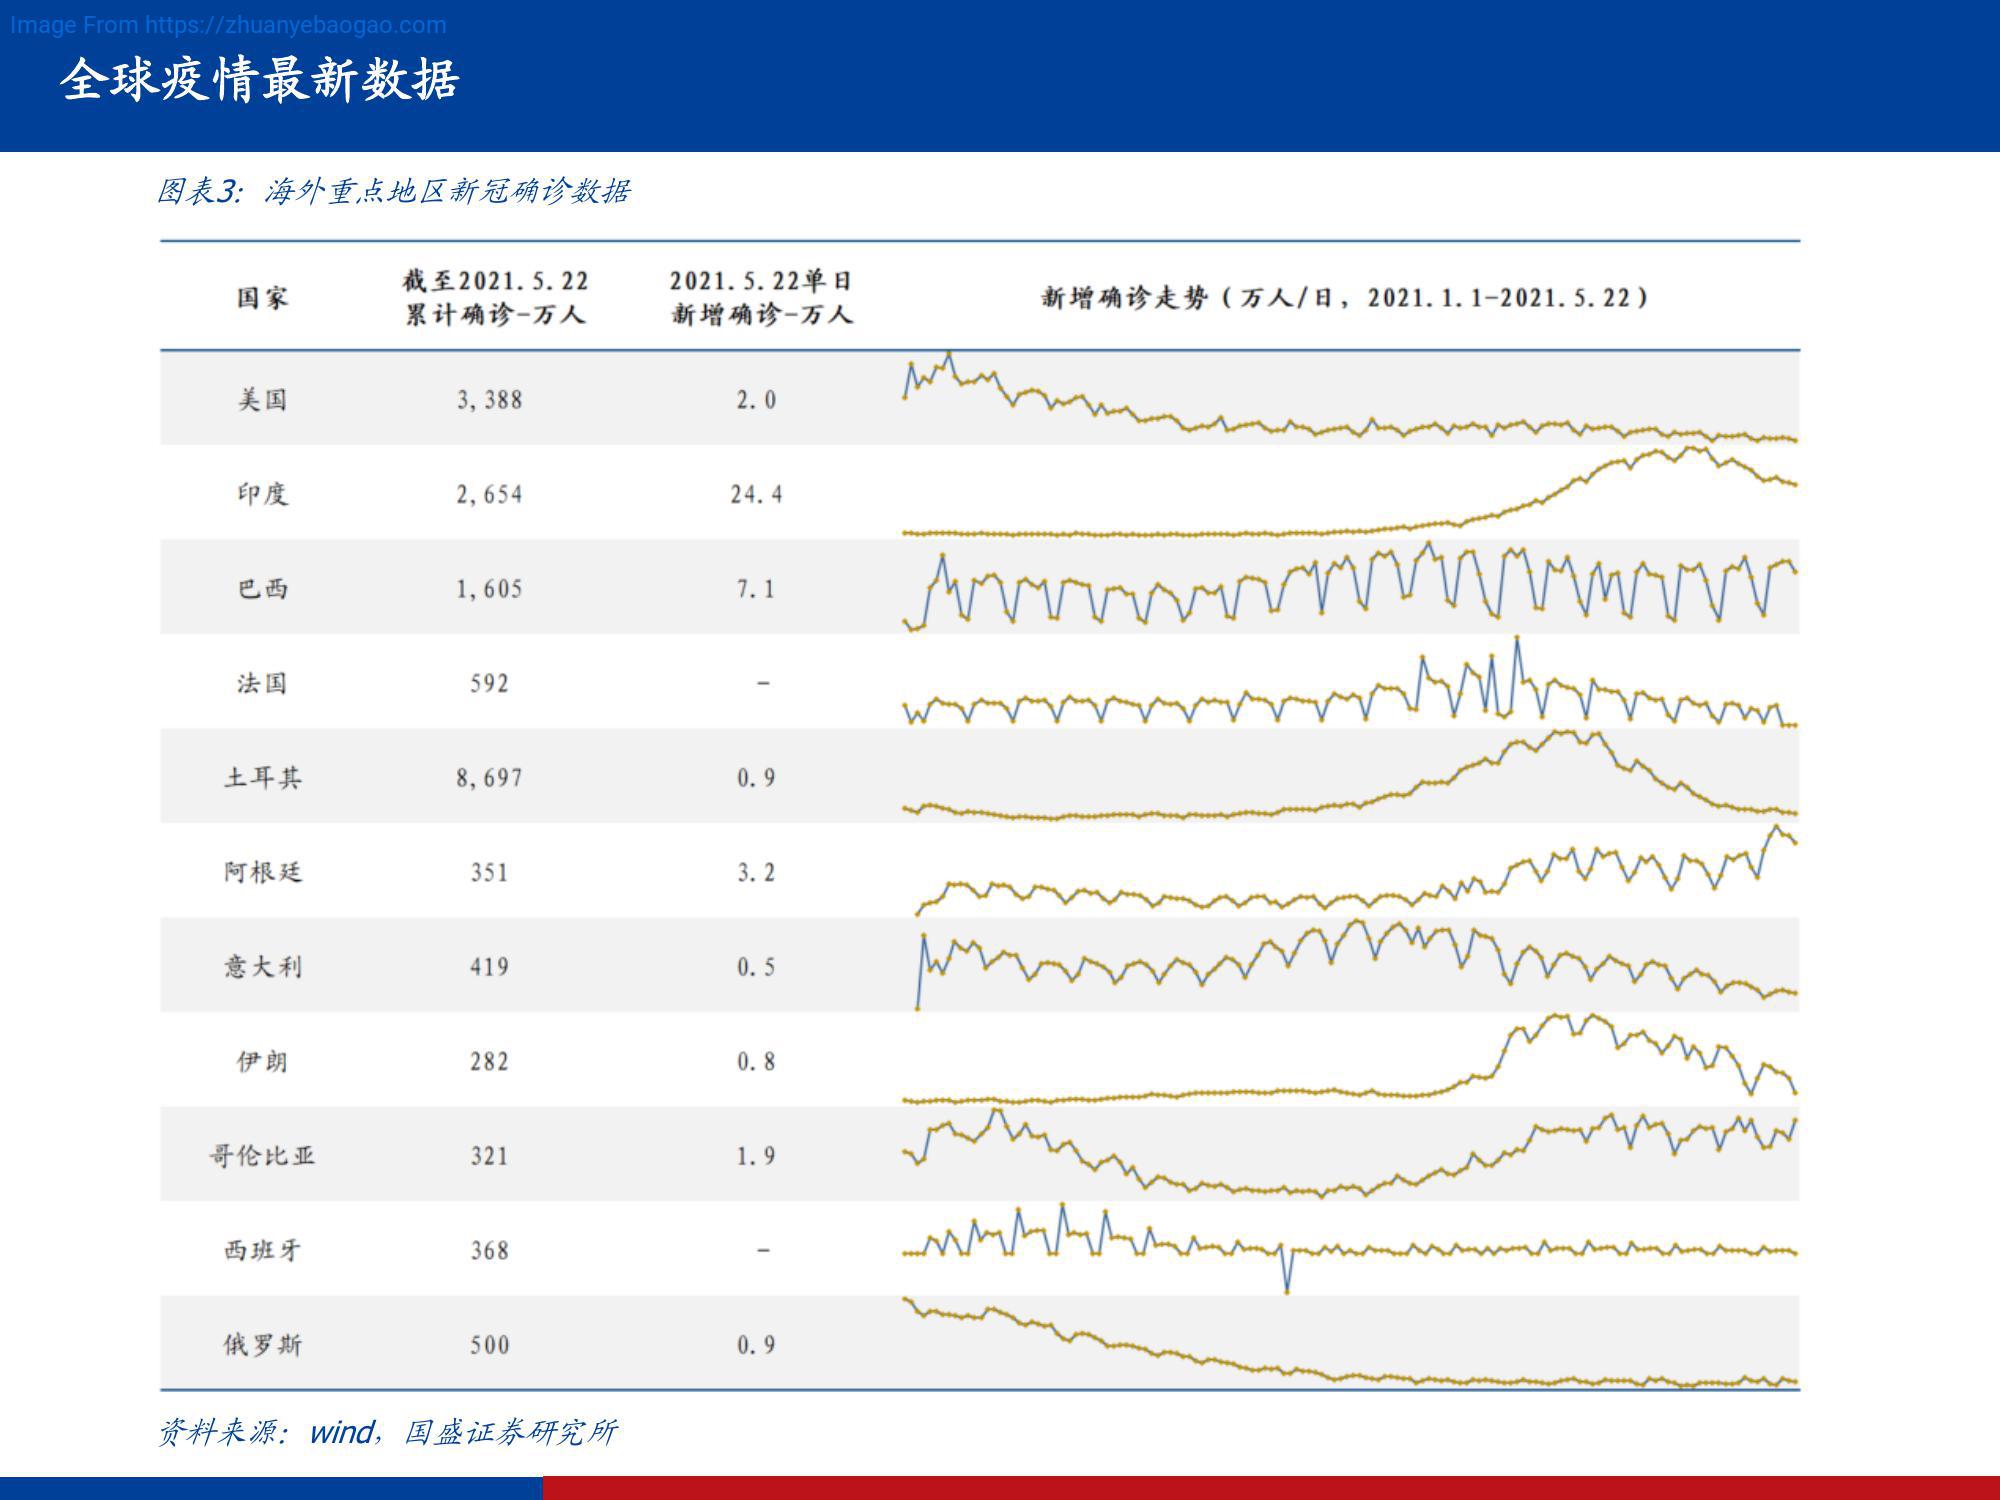 Image From https://zhuanyebaogao.com
全球疫情最新数据
图表3: 海外重点地区新冠确诊数据
国家 截至2021.5.22 累计确诊-万人 2021.5.22单日 新增确诊-万人 新增确诊走势（万人/日, 2021.1.1-2021.5.22）
美国 3,388 2.0
印度 2,654 24.4
巴西 1,605 7.1
法国 592 -
土耳其 8,697 0.9
阿根廷 351 3.2
意大利 419 0.5
伊朗 282 0.8
哥伦比亚 321 1.9
西班牙 368 -
俄罗斯 500 0.9
资料来源: wind, 国盛证券研究所